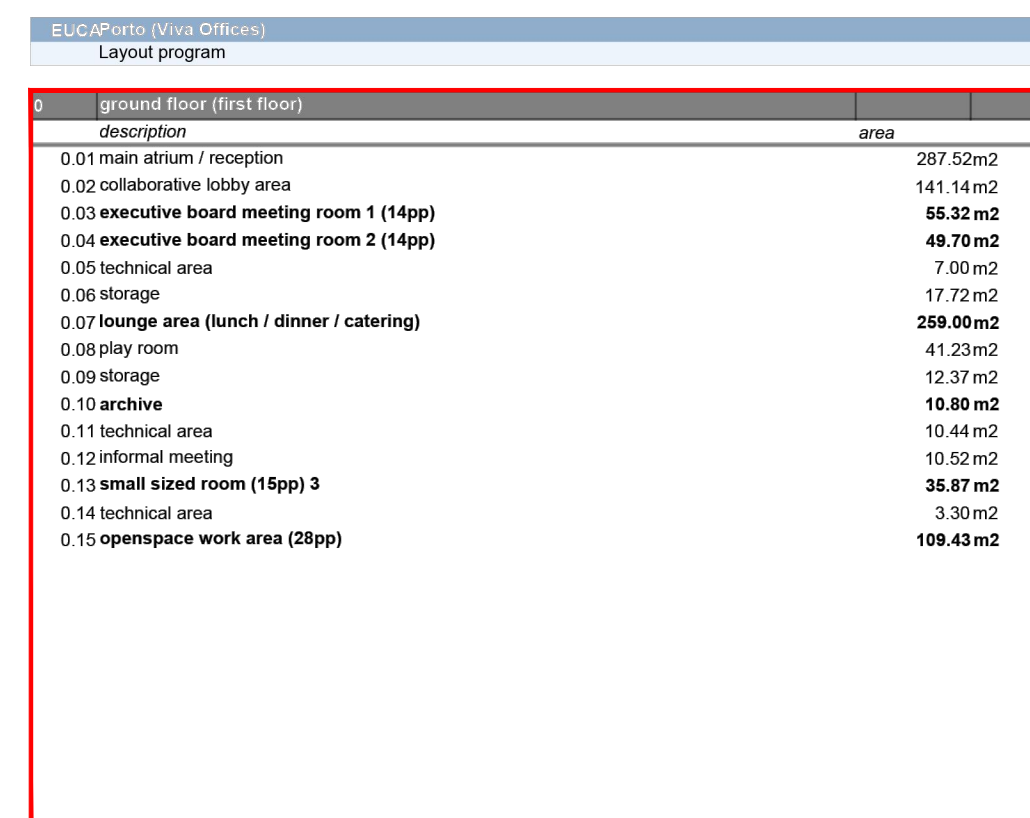 EUCAPorto (Viva Offices)
Layout program
0 ground floor (first floor)
description area
0.01 main atrium / reception 287.52m2
0.02 collaborative lobby area 141.14m2
0.03 executive board meeting room 1 (14pp) 55.32 m2
0.04 executive board meeting room 2 (14pp) 49.70 m2
0.05 technical area 7.00 m2
0.06 storage 17.72 m2
0.07 lounge area (lunch / dinner / catering) 259.00 m2
0.08 play room 41.23 m2
0.09 storage 12.37 m2
0.10 archive 10.80 m2
0.11 technical area 10.44 m2
0.12 informal meeting 10.52 m2
0.13 small sized room (15pp) 3 35.87 m2
0.14 technical area 3.30 m2
0.15 openspace work area (28pp) 109.43 m2